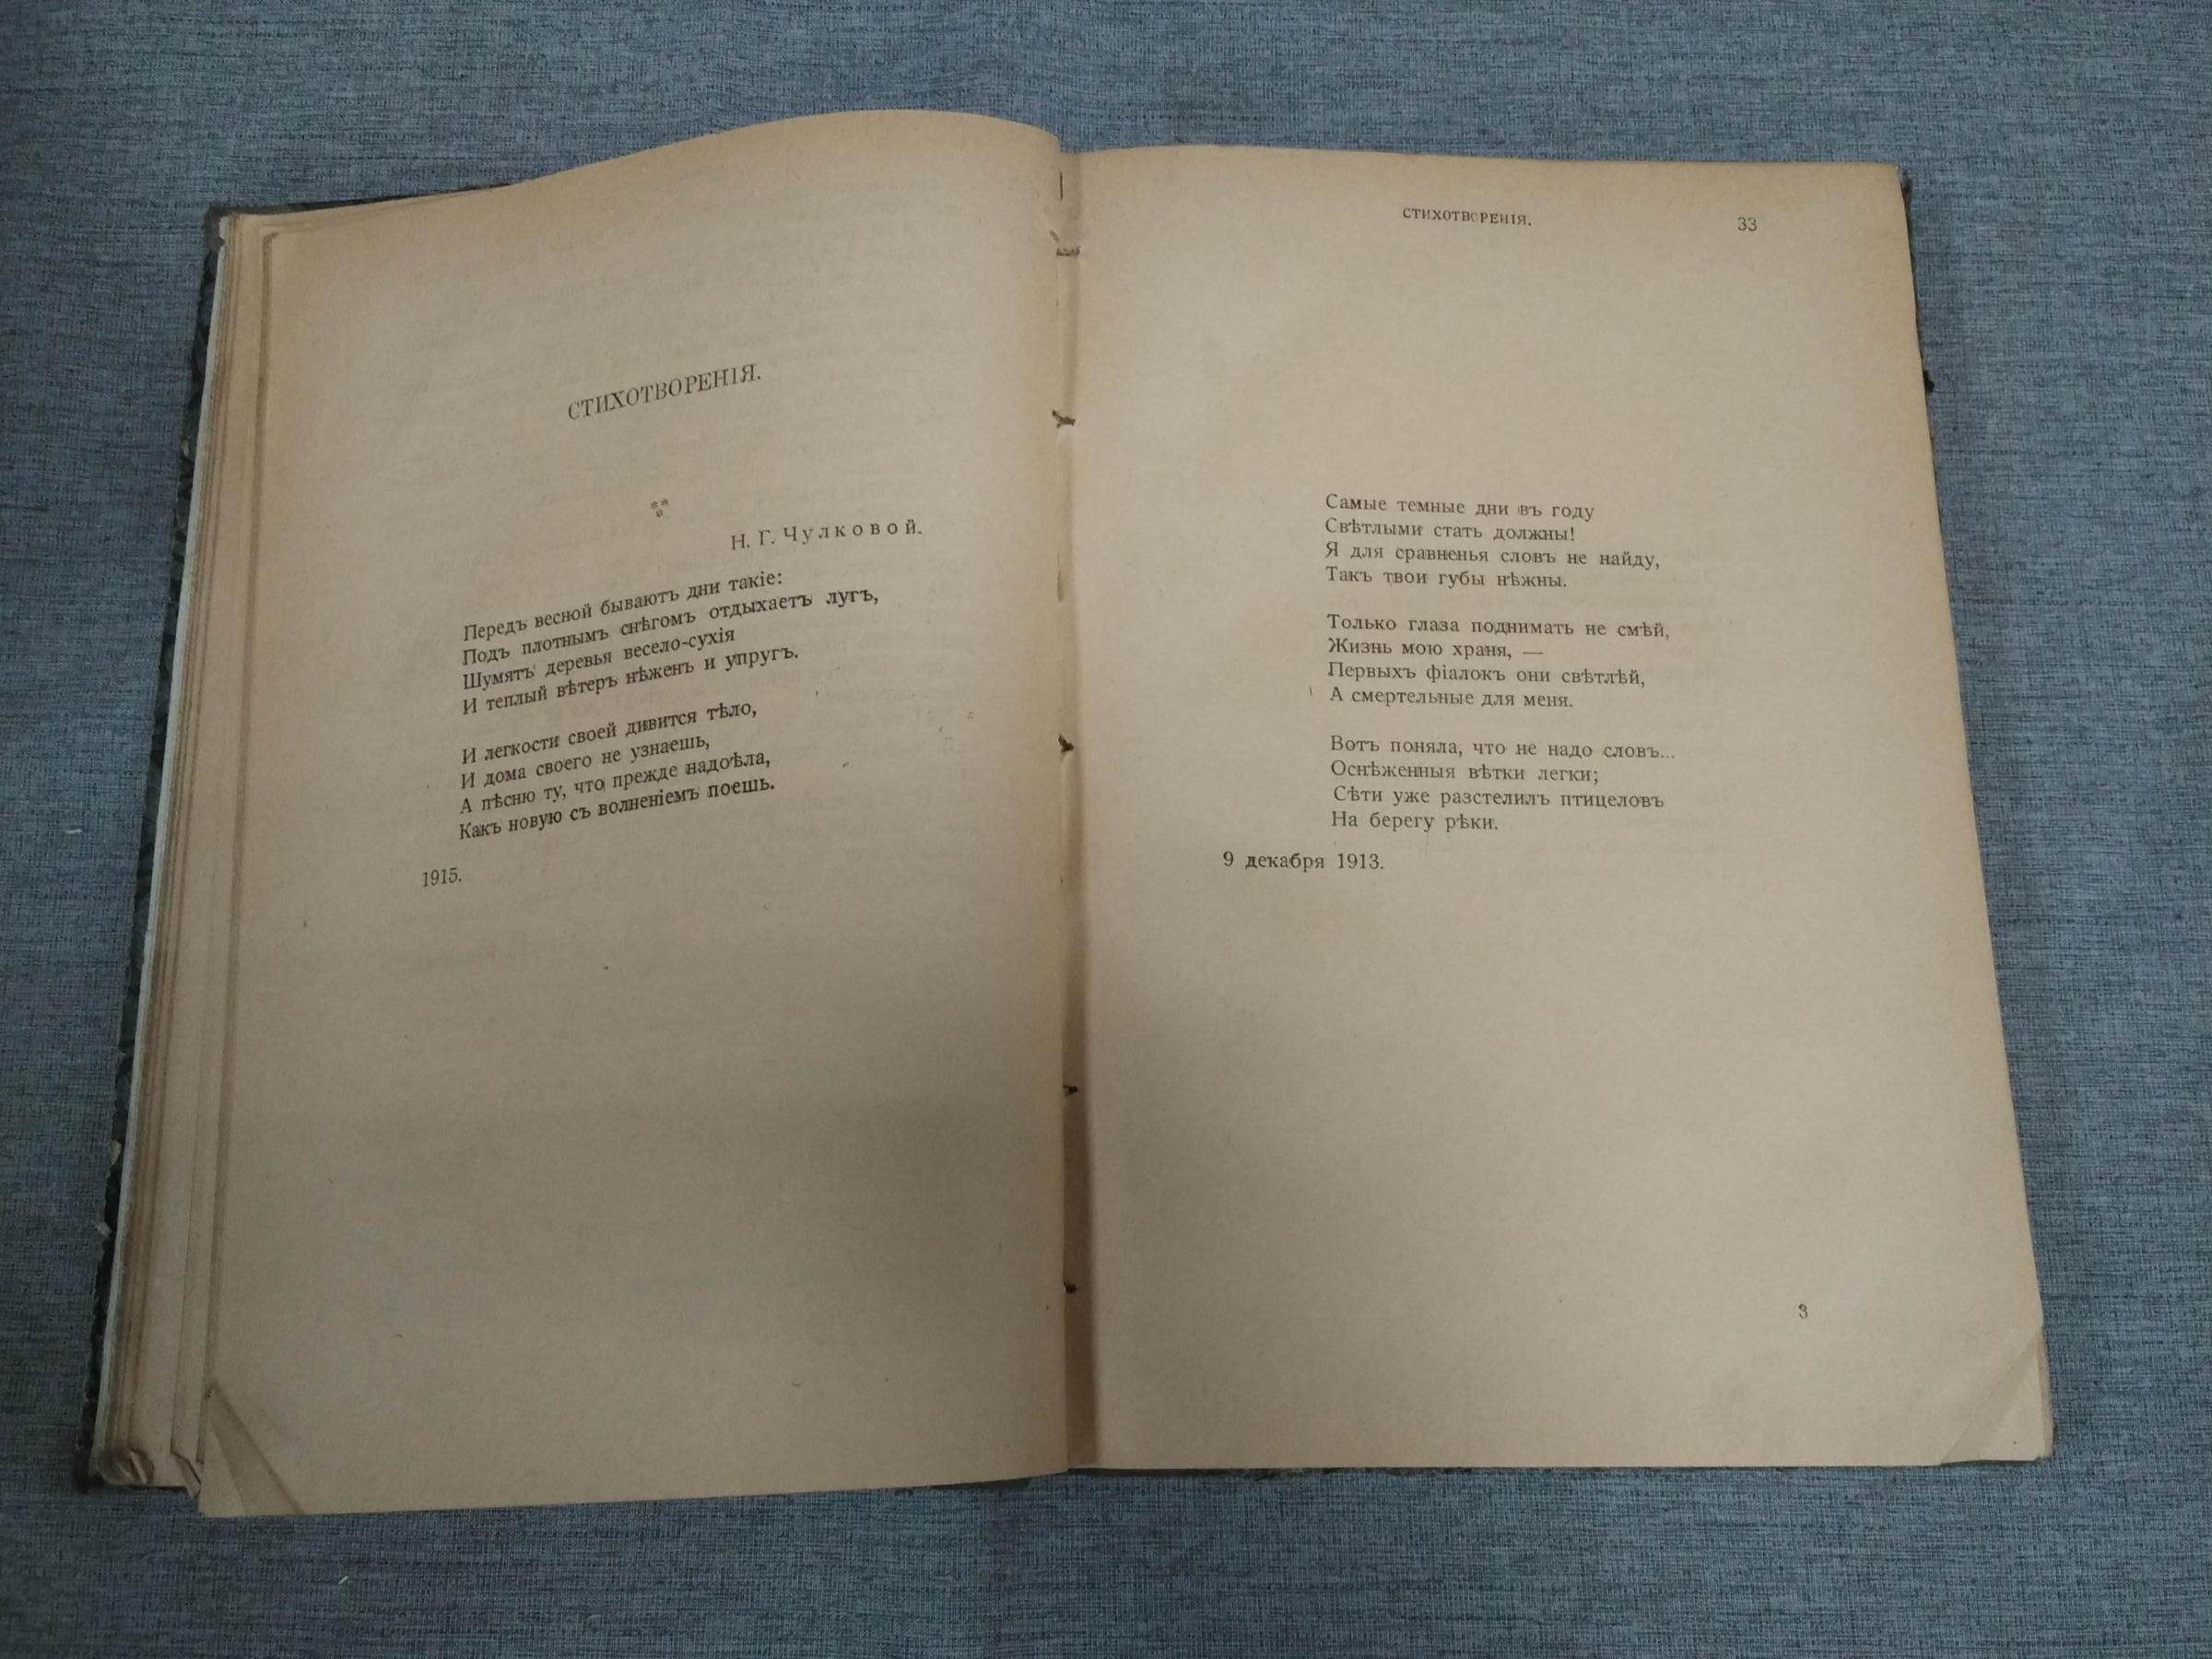 СТИХОТВОРЕНІЯ.
***
Н. Г. Чулковой.
Передъ весной бываютъ дни такіе:
Подъ плотнымъ снѣгомъ отдыхаетъ лугъ,
Шумятъ деревья весело-сухія
И теплый вѣтеръ нѣженъ и упругъ.
И легкости своей дивится тѣло,
И дома своего не узнаешь,
А пѣсню ту, что прежде надоѣла,
Какъ новую съ волненіемъ поешь.
1915.
СТИХОТВОРЕНІЯ.
33
Самые темные дни въ году
Свѣтлыми стать должны!
Я для сравненья словъ не найду,
Такъ твои губы нѣжны.
Только глаза поднимать не смѣй,
Жизнь мою храня, —
Первыхъ фіалокъ они свѣтлѣй,
А смертельные для меня.
Вотъ поняла, что не надо словъ...
Оснѣженныя вѣтки легки;
Сѣти уже разстелилъ птицеловъ
На берегу рѣки.
9 декабря 1913.
3